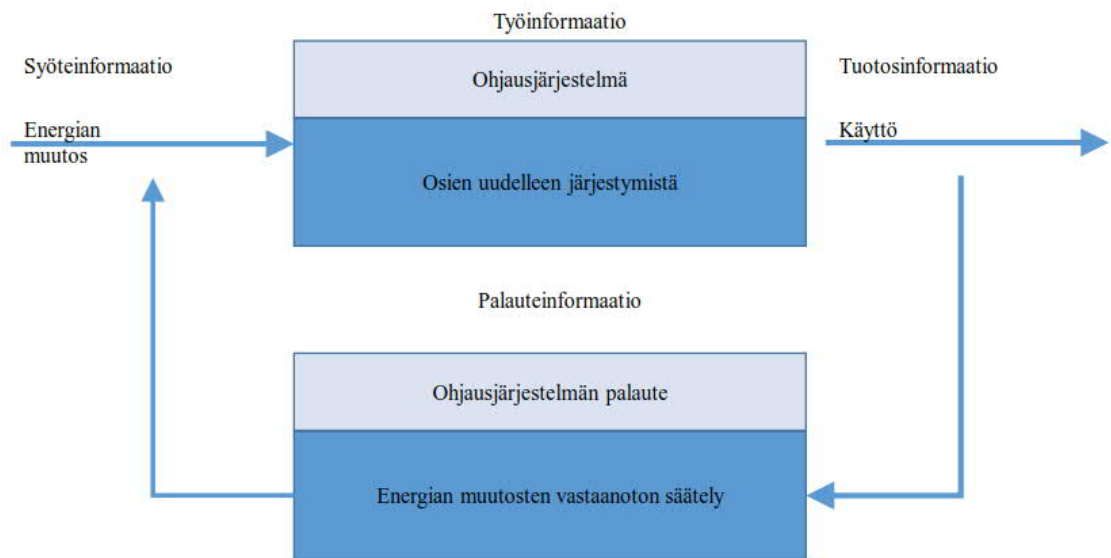 Työinformaatio
Syöteinformaatio
Ohjausjärjestelmä
Tuotosinformaatio
Energian
muutos
Käyttö
Osien uudelleen järjestymistä
Palauteinformaatio
Ohjausjärjestelmän palaute
Energian muutosten vastaanoton säätely